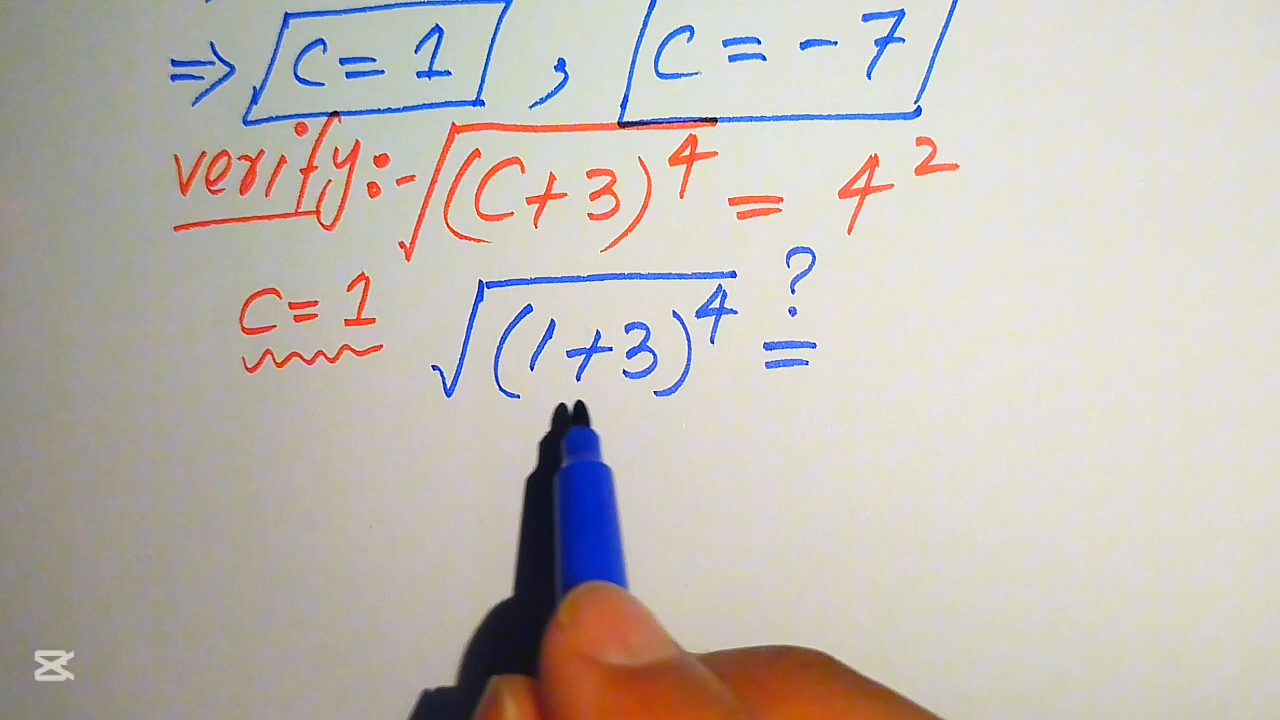 ⇒ C = 1 , C = - 7
verify:- √(C+3)⁴ = 4²
C = 1 √(1+3)⁴ ?=